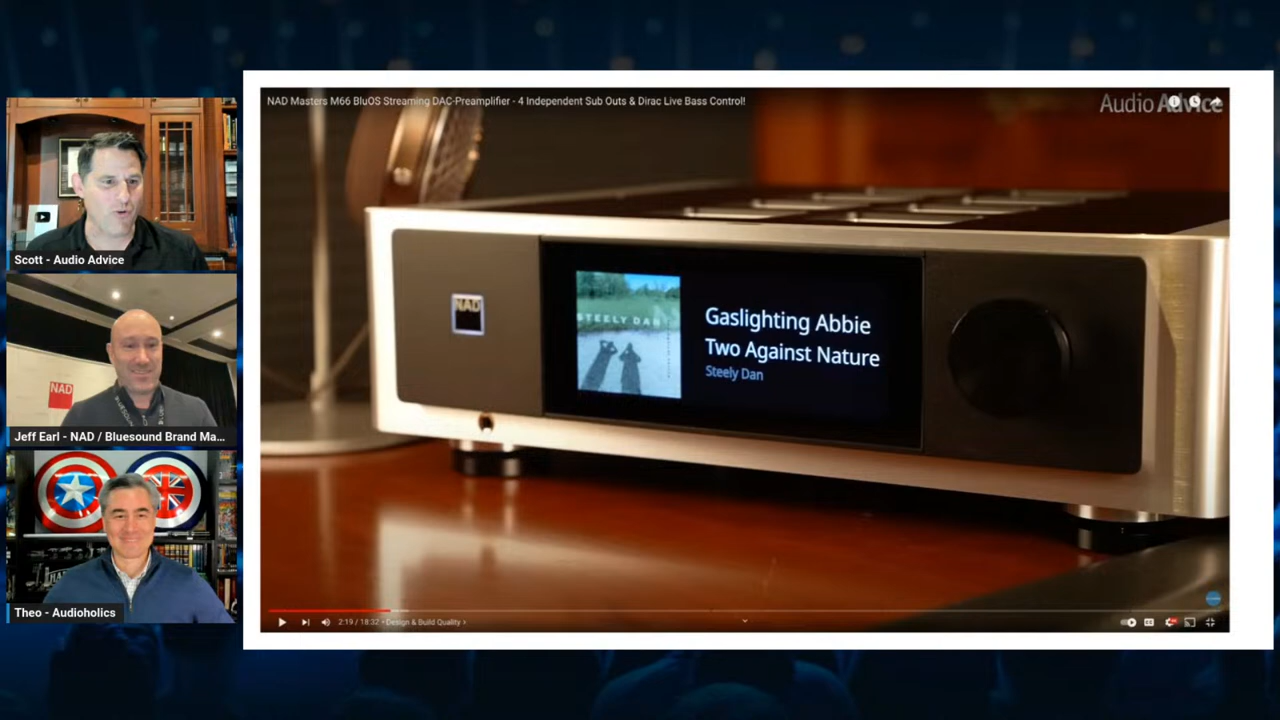 NAD Masters M66 BluOS Streaming DAC-Preamplifier - 4 Independent Sub Outs & Dirac Live Bass Control!
Audio Advice
Scott - Audio Advice
NAD
Jeff Earl - NAD / Bluesound Brand Ma...
Theo - Audioholics
NAD
STEELY DAN
Gaslighting Abbie
Two Against Nature
Steely Dan
2:19 / 18:32 • Design & Build Quality ›